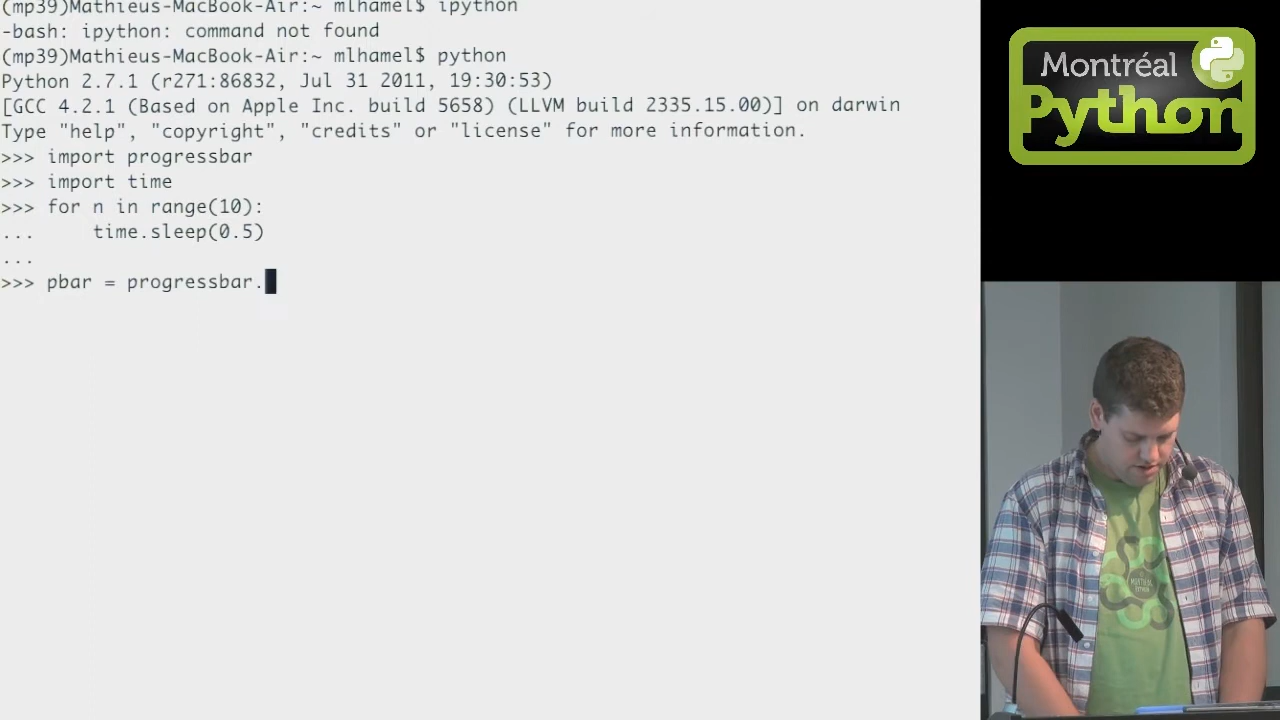 (mp39)Mathieus-MacBook-Air:~ mlhamel$ ipython
-bash: ipython: command not found
(mp39)Mathieus-MacBook-Air:~ mlhamel$ python
Python 2.7.1 (r271:86832, Jul 31 2011, 19:30:53)
[GCC 4.2.1 (Based on Apple Inc. build 5658) (LLVM build 2335.15.00)] on darwin
Type "help", "copyright", "credits" or "license" for more information.
>>> import progressbar
>>> import time
>>> for n in range(10):
...     time.sleep(0.5)
...
>>> pbar = progressbar.
Montréal
Python
MONTRÉAL
PYTHON